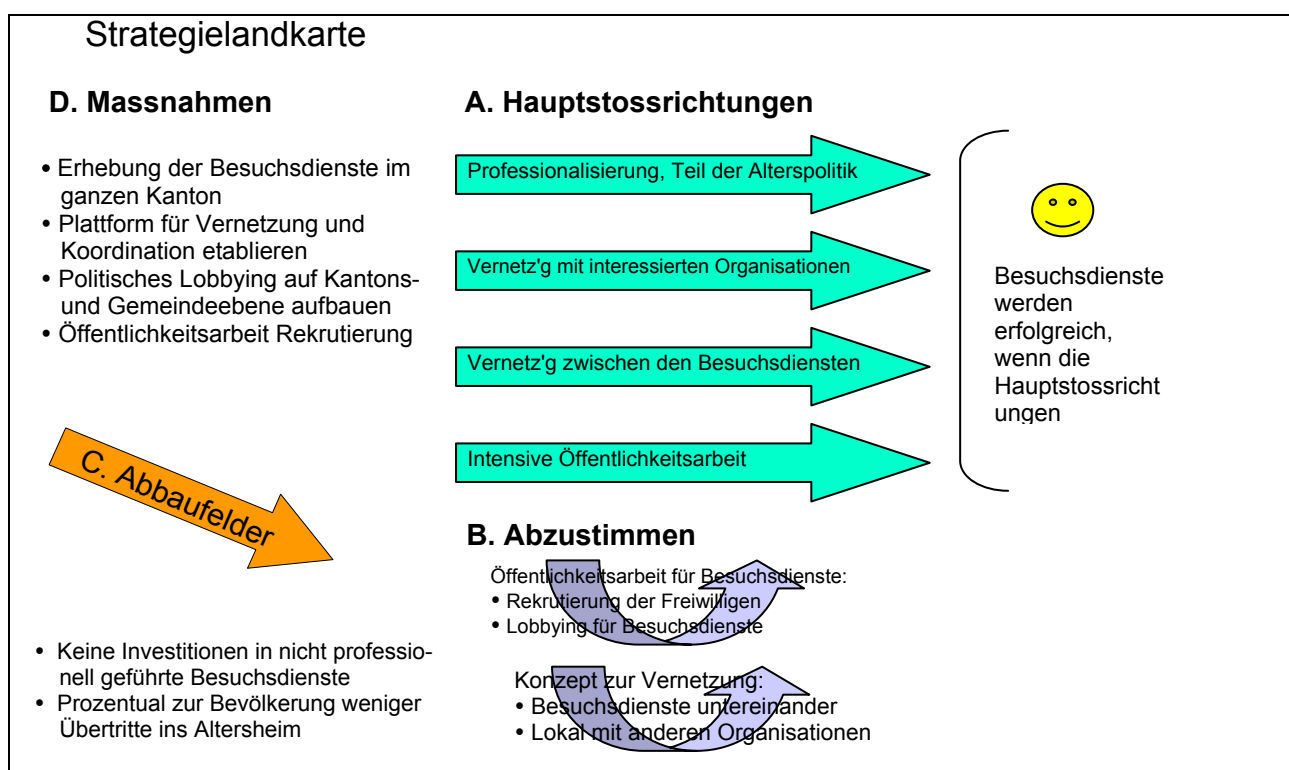 Strategielandkarte
D. Massnahmen
• Erhebung der Besuchsdienste im
ganzen Kanton
• Plattform für Vernetzung und
Koordination etablieren
• Politisches Lobbying auf Kantons-
und Gemeindeebene aufbauen
• Öffentlichkeitsarbeit Rekrutierung
A. Hauptstossrichtungen
Professionalisierung, Teil der Alterspolitik
Vernetz'g mit interessierten Organisationen
Vernetz'g zwischen den Besuchsdiensten
Intensive Öffentlichkeitsarbeit
Besuchsdienste
werden
erfolgreich,
wenn die
Hauptstossricht
ungen
C. Abbaufelder
• Keine Investitionen in nicht professio-
nell geführte Besuchsdienste
• Prozentual zur Bevölkerung weniger
Übertritte ins Altersheim
B. Abzustimmen
Öffentlichkeitsarbeit für Besuchsdienste:
• Rekrutierung der Freiwilligen
• Lobbying für Besuchsdienste
Konzept zur Vernetzung:
• Besuchsdienste untereinander
• Lokal mit anderen Organisationen